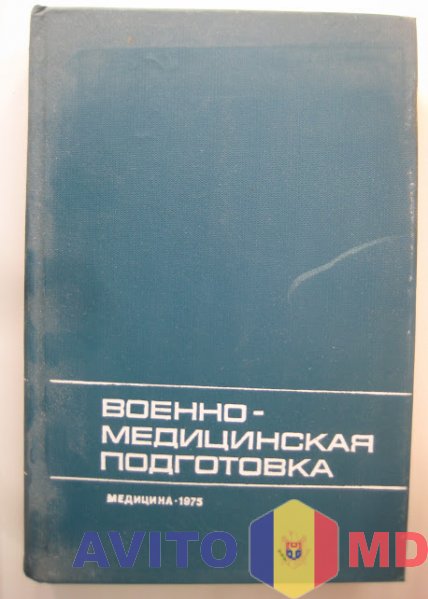 ВОЕННО-
МЕДИЦИНСКАЯ
ПОДГОТОВКА
МЕДИЦИНА·1975
AVITO MD